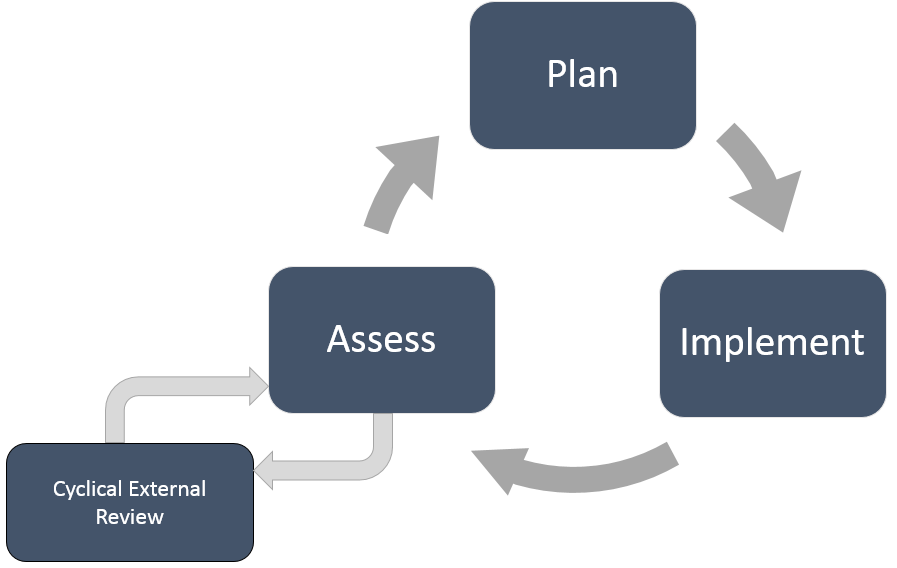 Plan
Assess
Implement
Cyclical External
Review